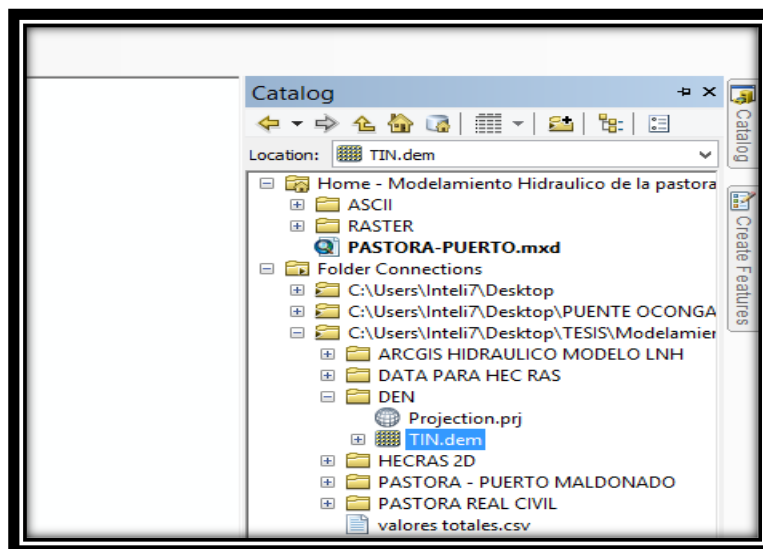 Catalog
Location: TIN.dem
Home - Modelamiento Hidraulico de la pastora
ASCII
RASTER
PASTORA-PUERTO.mxd
Folder Connections
C:\Users\Inteli7\Desktop
C:\Users\Inteli7\Desktop\PUENTE OCONGA
C:\Users\Inteli7\Desktop\TESIS\Modelamier
ARCGIS HIDRAULICO MODELO LNH
DATA PARA HEC RAS
DEN
Projection.prj
TIN.dem
HECRAS 2D
PASTORA - PUERTO MALDONADO
PASTORA REAL CIVIL
valores totales.csv
Catalog
Create Features